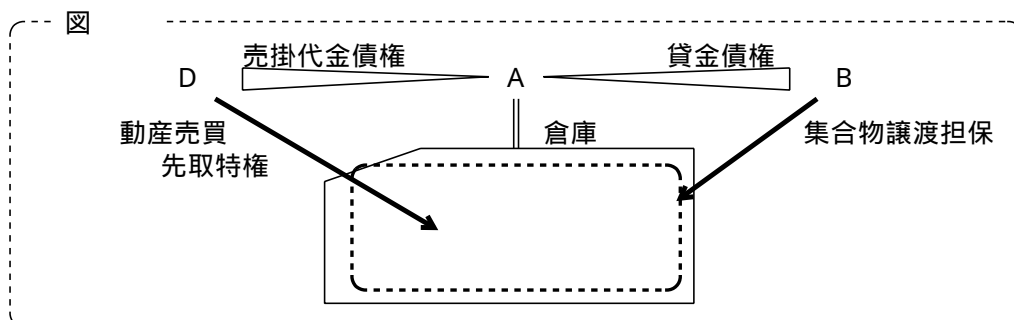 図
売掛代金債権
貸金債権
D
A
B
動産売買
先取特権
倉庫
集合物譲渡担保